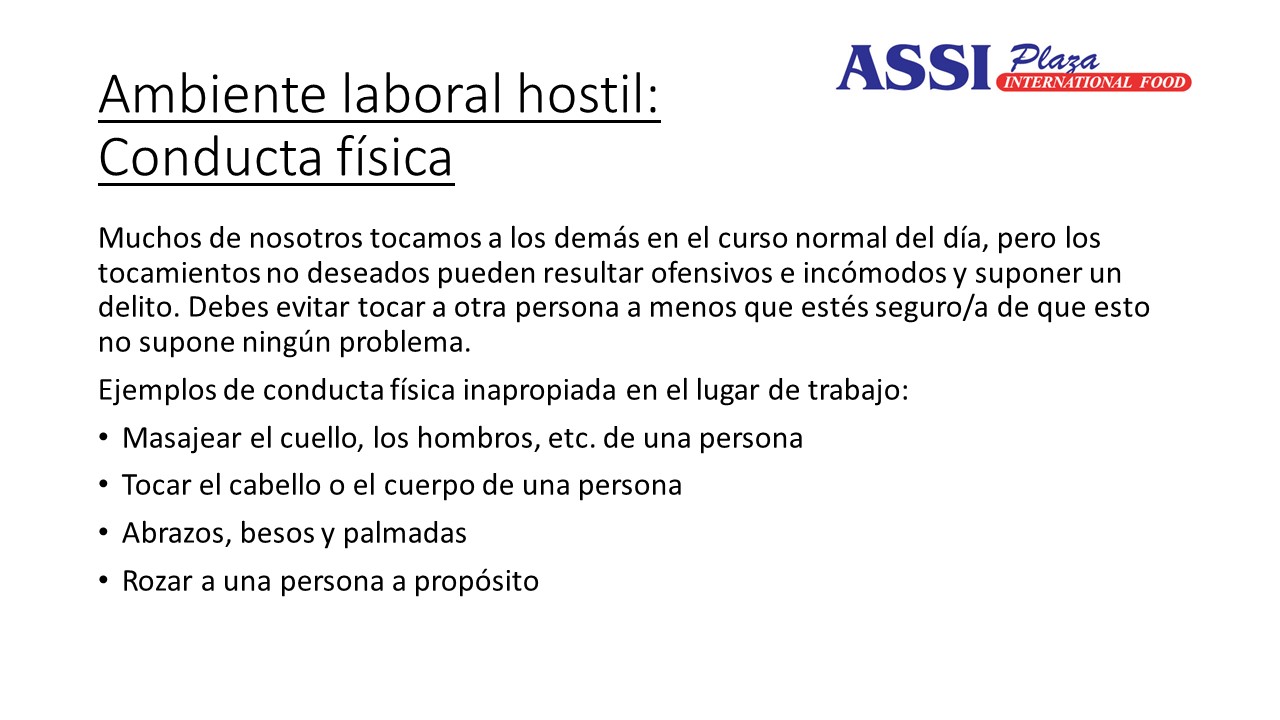 ASSI Plaza
INTERNATIONAL FOOD
Ambiente laboral hostil:
Conducta física
Muchos de nosotros tocamos a los demás en el curso normal del día, pero los
tocamientos no deseados pueden resultar ofensivos e incómodos y suponer un
delito. Debes evitar tocar a otra persona a menos que estés seguro/a de que esto
no supone ningún problema.
Ejemplos de conducta física inapropiada en el lugar de trabajo:
• Masajear el cuello, los hombros, etc. de una persona
• Tocar el cabello o el cuerpo de una persona
• Abrazos, besos y palmadas
• Rozar a una persona a propósito